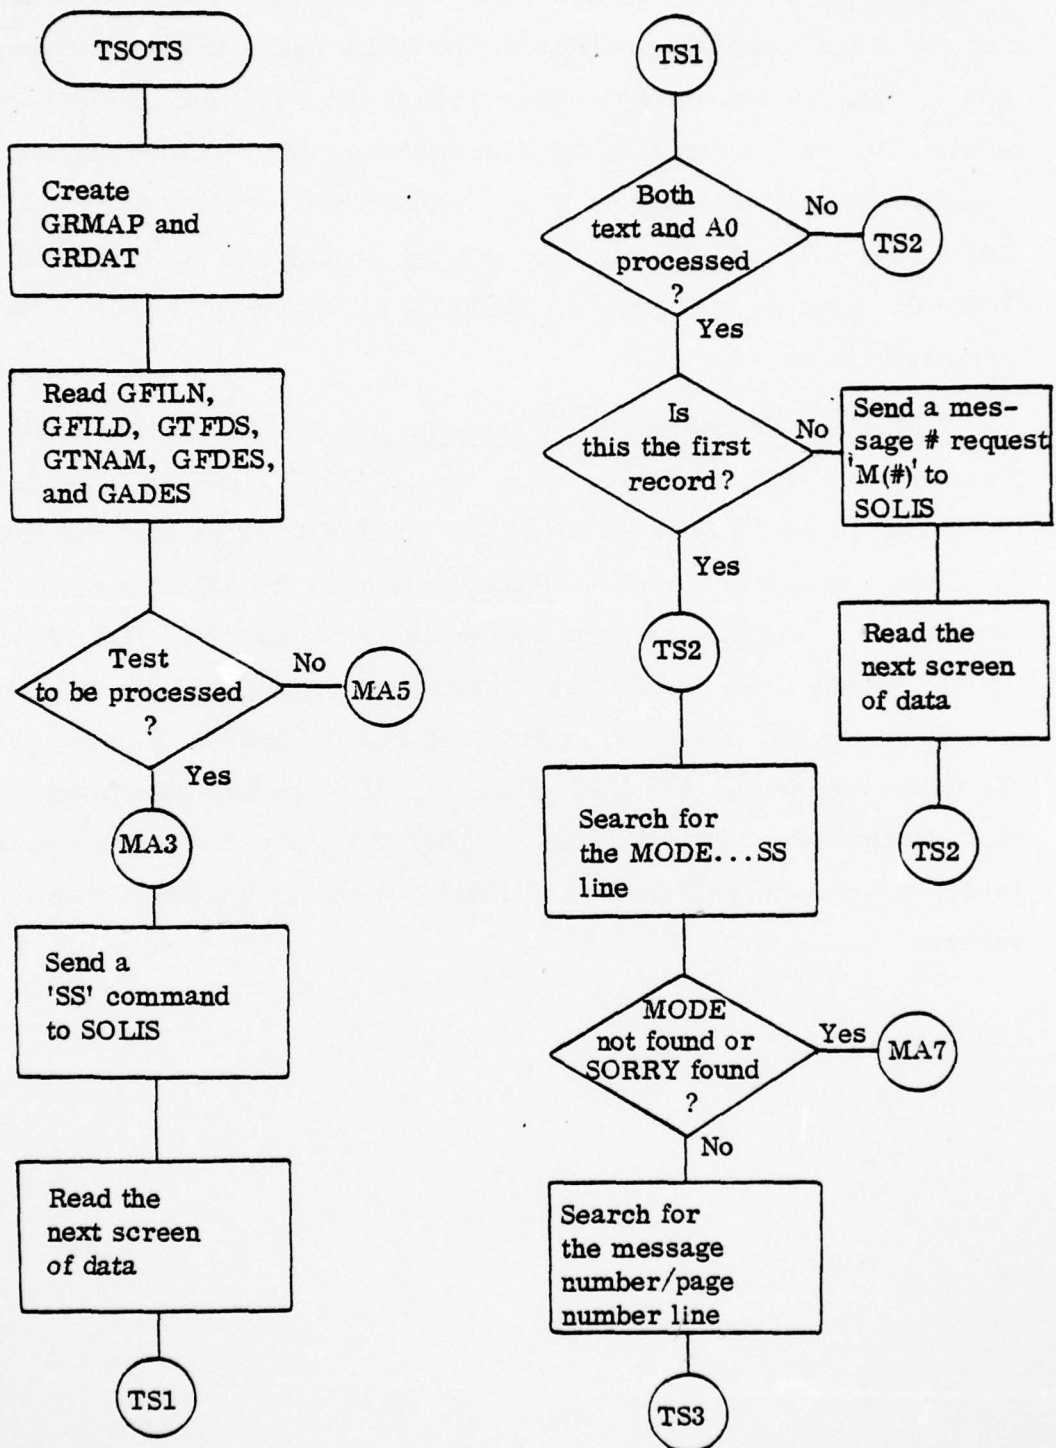 TSOTS
Create
GRMAP and
GRDAT
Read GFILN,
GFILD, GTFDS,
GTNAM, GFDES,
and GADES
Test
to be processed
?
No
MA5
Yes
MA3
Send a
'SS' command
to SOLIS
Read the
next screen
of data
TS1
TS1
Both
text and A0
processed
?
No
TS2
Yes
Is
this the first
record?
No
Send a mes-
sage # request
'M(#)' to
SOLIS
Read the
next screen
of data
TS2
Yes
TS2
Search for
the MODE...SS
line
MODE
not found or
SORRY found
?
Yes
MA7
No
Search for
the message
number/page
number line
TS3